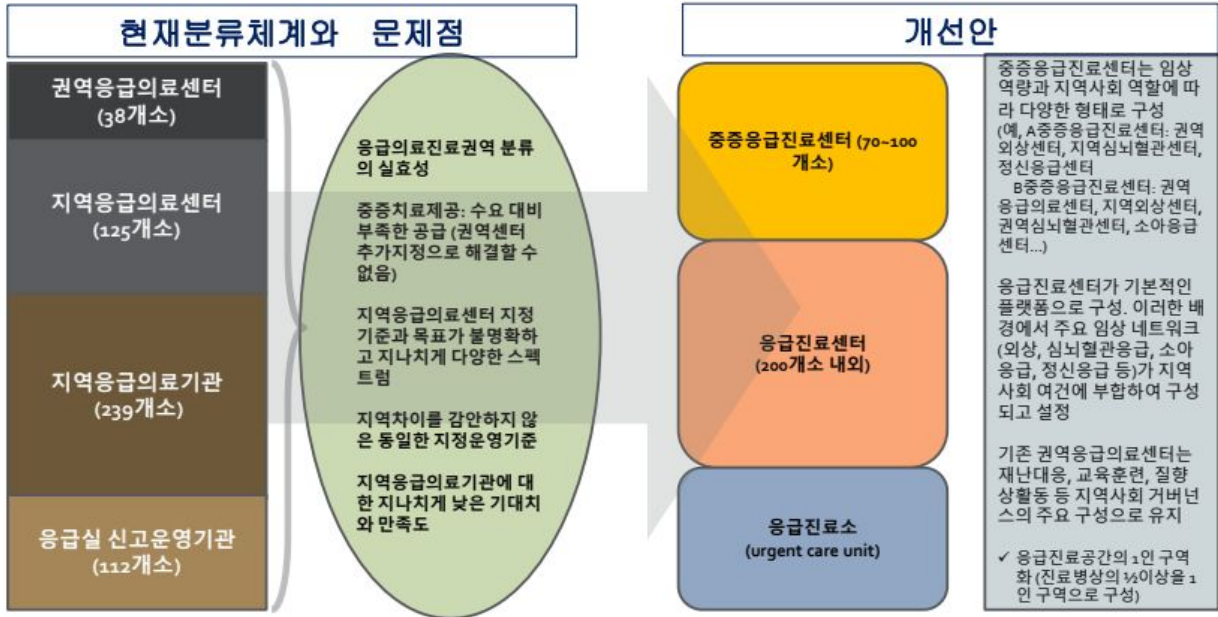 현재분류체계와 문제점
권역응급의료센터
(38개소)
지역응급의료센터
(125개소)
지역응급의료기관
(239개소)
응급실 신고운영기관
(112개소)
응급의료진료권역 분류
의 실효성
중증치료제공: 수요 대비
부족한 공급 (권역센터
추가지정으로 해결할 수
없음)
지역응급의료센터 지정
기준과 목표가 불명확하
고 지나치게 다양한 스펙
트럼
지역차이를 감안하지 않
은 동일한 지정운영기준
지역응급의료기관에 대
한 지나치게 낮은 기대치
와 만족도
개선안
중증응급진료센터 (70~100
개소)
응급진료센터
(200개소 내외)
응급진료소
(urgent care unit)
중증응급진료센터는 임상
역량과 지역사회 역할에 따
라 다양한 형태로 구성
(예, A중증응급진료센터: 권역
외상센터, 지역심뇌혈관센터,
정신응급센터
B중증응급진료센터: 권역
응급의료센터, 지역외상센터,
권역심뇌혈관센터, 소아응급
센터...)
응급진료센터가 기본적인
플랫폼으로 구성. 이러한 배
경에서 주요 임상 네트워크
(외상, 심뇌혈관응급, 소아
응급, 정신응급 등)가 지역
사회 여건에 부합하여 구성
되고 설정
기존 권역응급의료센터는
재난대응, 교육훈련, 질향
상활동 등 지역사회 거버넌
스의 주요 구성으로 유지
✓ 응급진료공간의 1인 구역
화 (진료병상의 ½이상을 1
인 구역으로 구성)